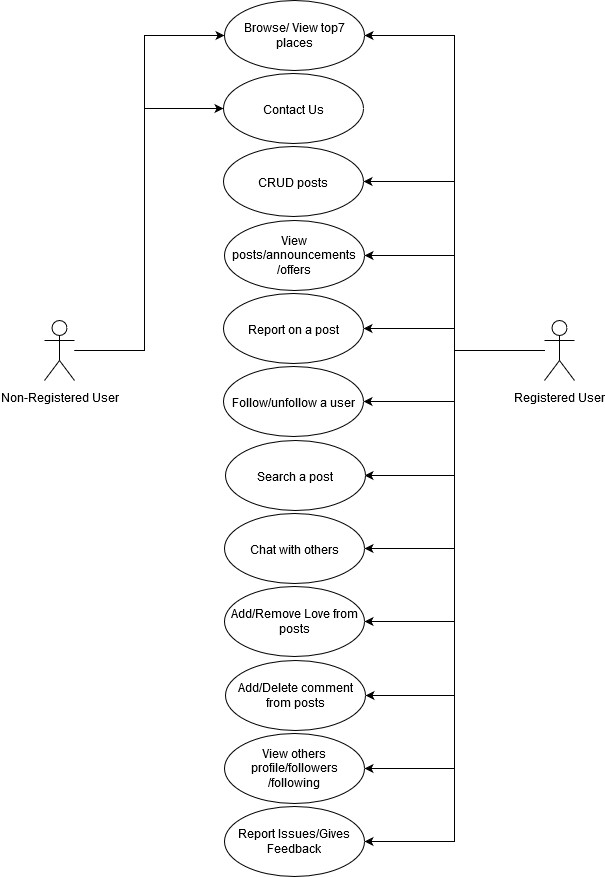 Browse/ View top7
places
Contact Us
CRUD posts
View
posts/announcements
/offers
Report on a post
Non-Registered User
Registered User
Follow/unfollow a user
Search a post
Chat with others
Add/Remove Love from
posts
Add/Delete comment
from posts
View others
profile/followers
/following
Report Issues/Gives
Feedback